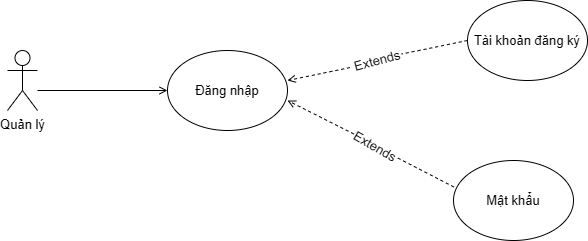 Quản lý
Đăng nhập
Extends
Tài khoản đăng ký
Extends
Mật khẩu